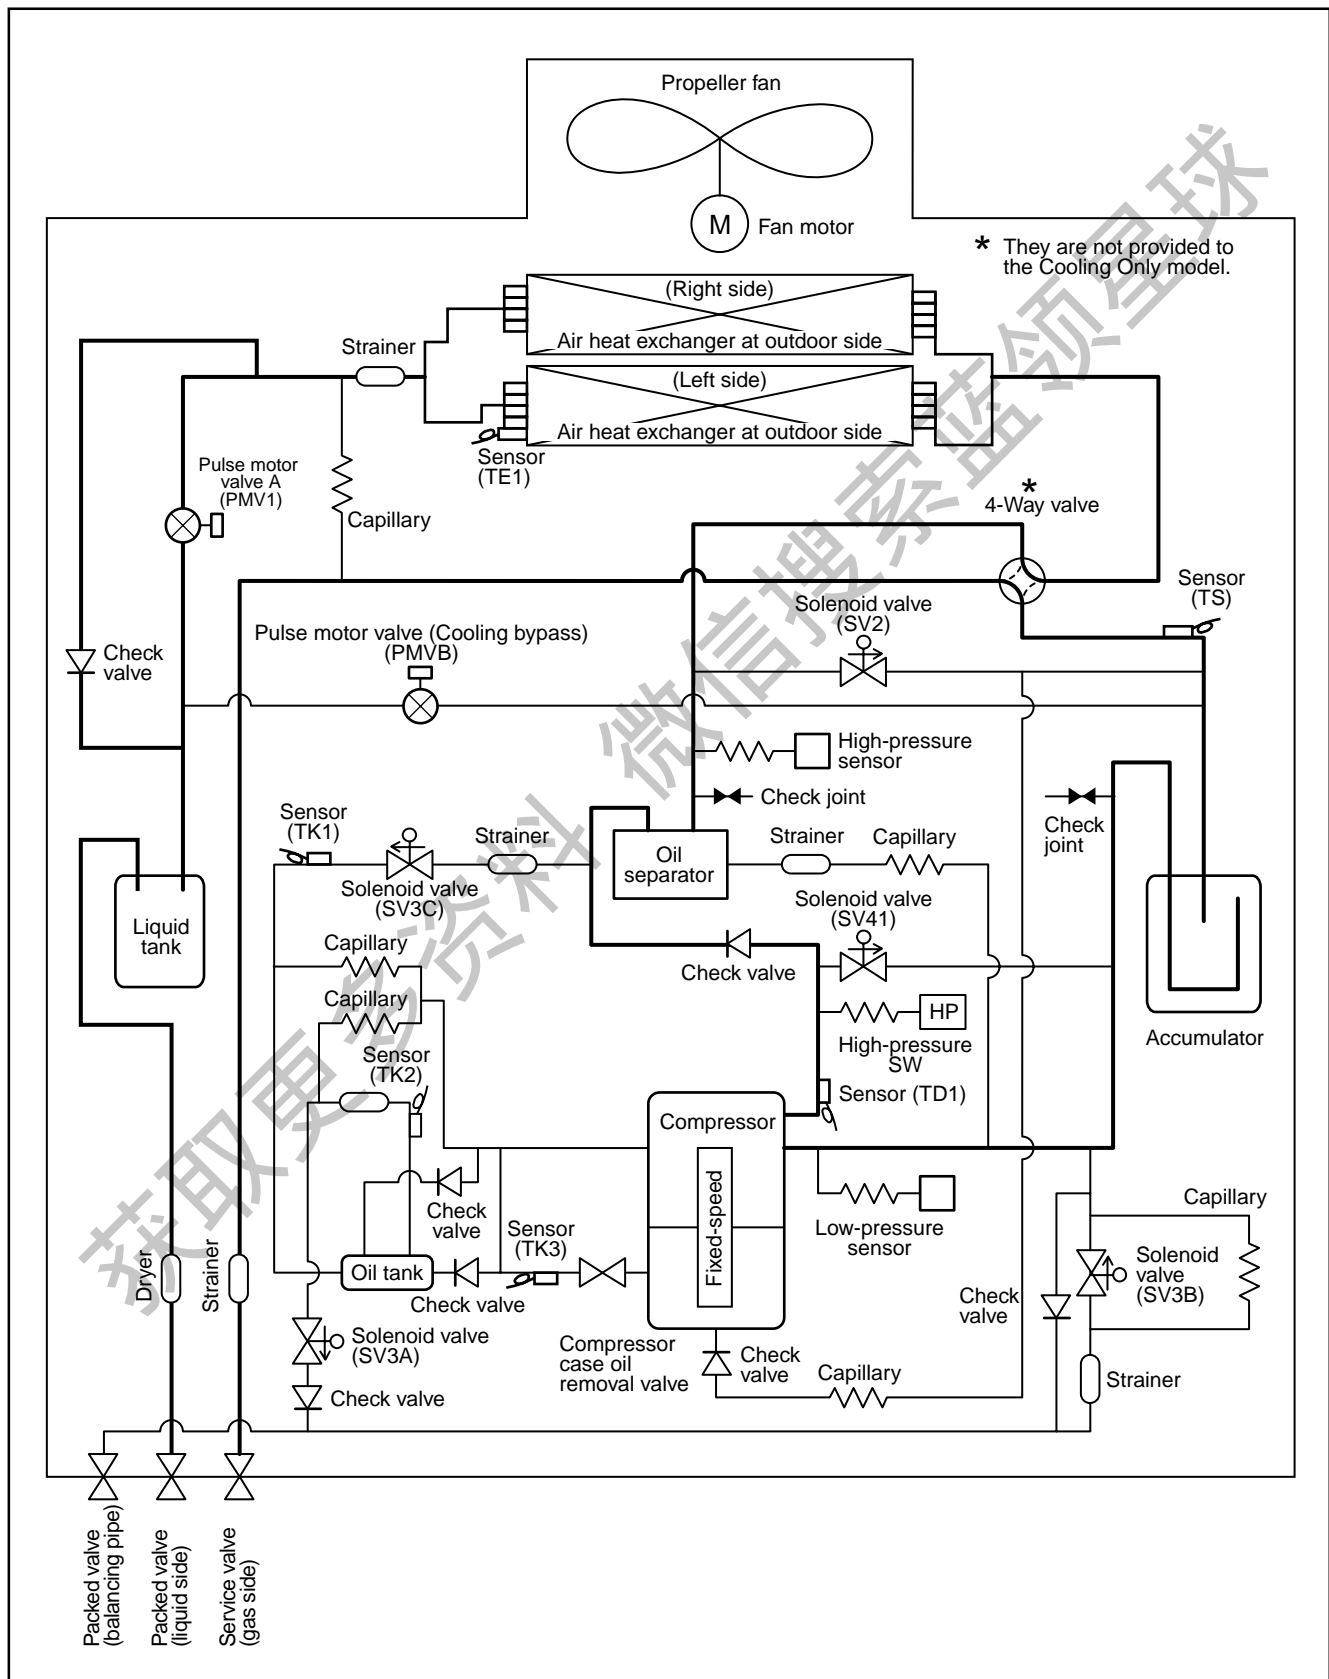 Propeller fan
M
Fan motor
* They are not provided to
the Cooling Only model.
(Right side)
Air heat exchanger at outdoor side
Strainer
(Left side)
Air heat exchanger at outdoor side
Sensor
(TE1)
Pulse motor
valve A
(PMV1)
Capillary
*
4-Way valve
Sensor
(TS)
Solenoid valve
(SV2)
Pulse motor valve (Cooling bypass)
(PMVB)
Check
valve
High-pressure
sensor
Check joint
Check
joint
Sensor
(TK1)
Strainer
Oil
separator
Strainer
Capillary
Solenoid valve
(SV3C)
Solenoid valve
(SV41)
Liquid
tank
Capillary
Check valve
Capillary
HP
High-pressure
SW
Accumulator
Sensor
(TK2)
Sensor (TD1)
Compressor
Fixed-speed
Check
valve
Low-pressure
sensor
Capillary
Sensor
(TK3)
Dryer
Strainer
Oil tank
Check valve
Solenoid
valve
(SV3B)
Check
valve
Solenoid valve
(SV3A)
Compressor
case oil
removal valve
Check
valve
Capillary
Strainer
Check valve
Packed valve
(balancing pipe)
Packed valve
(liquid side)
Service valve
(gas side)
获取更多资料 微信搜索蓝领星球